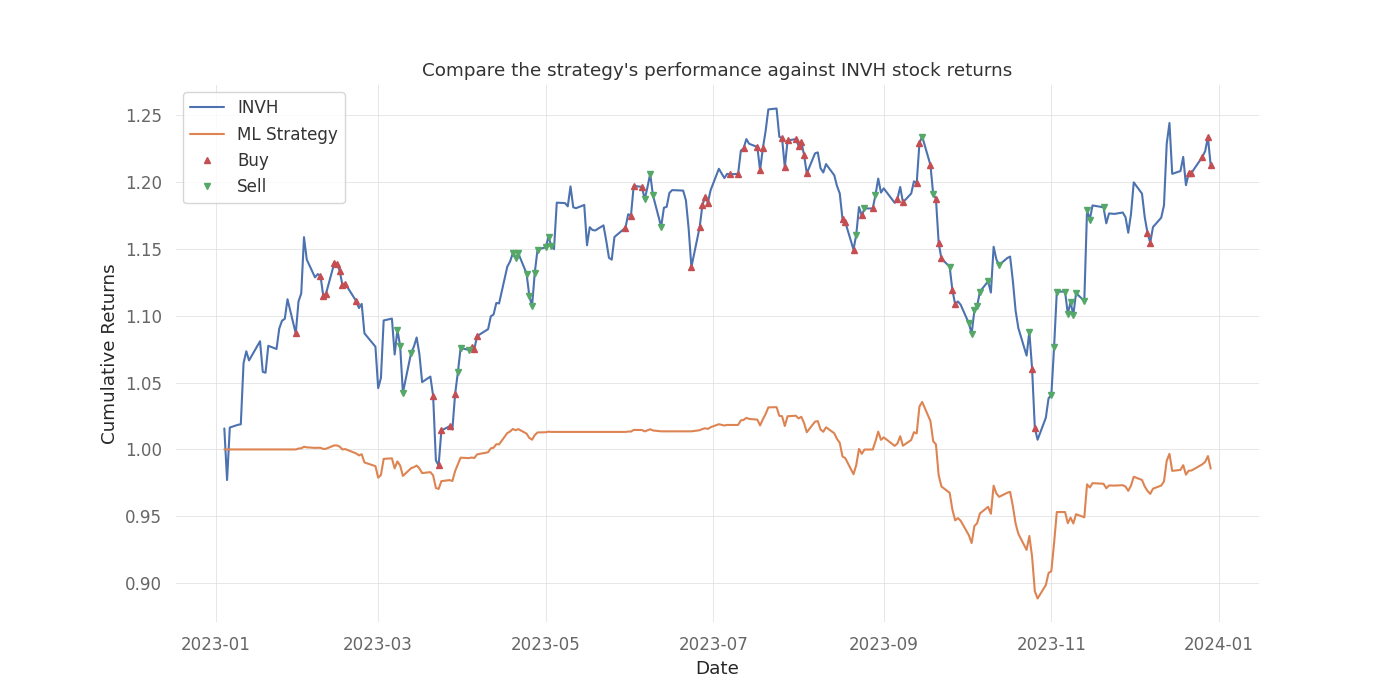 Compare the strategy's performance against INVH stock returns
INVH
ML Strategy
Buy
Sell
Cumulative Returns
1.25
1.20
1.15
1.10
1.05
1.00
0.95
0.90
2023-01
2023-03
2023-05
2023-07
2023-09
2023-11
2024-01
Date